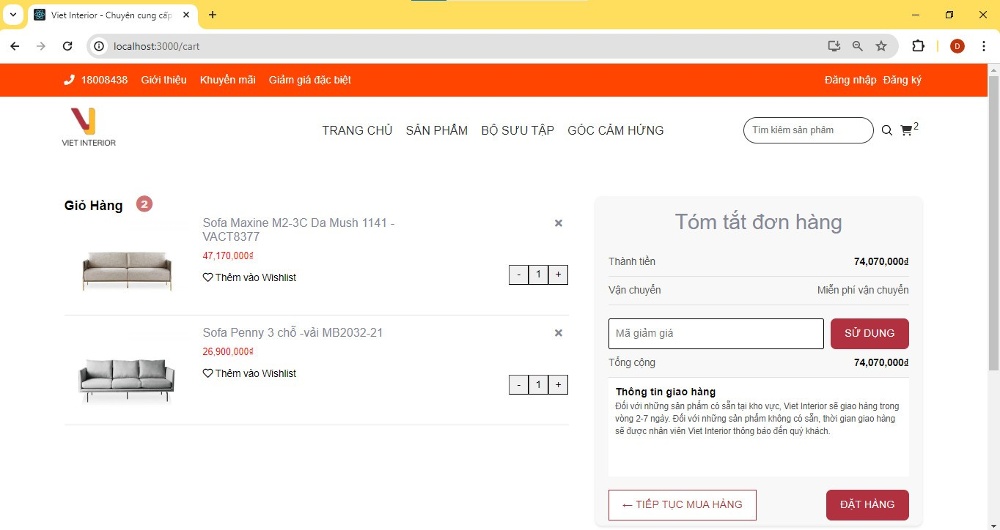 Viet Interior - Chuyên cung cấp
localhost:3000/cart
D
18008438 Giới thiệu Khuyến mãi Giảm giá đặc biệt
Đăng nhập Đăng ký
VIET INTERIOR
TRANG CHỦ SẢN PHẨM BỘ SƯU TẬP GÓC CẢM HỨNG
Tìm kiếm sản phẩm
2
Giỏ Hàng 2
Sofa Maxine M2-3C Da Mush 1141 -
VACT8377
47,170,000₫
Thêm vào Wishlist
- 1 +
Sofa Penny 3 chỗ -vải MB2032-21
26,900,000₫
Thêm vào Wishlist
- 1 +
Tóm tắt đơn hàng
Thành tiền 74,070,000₫
Vận chuyển Miễn phí vận chuyển
Mã giảm giá SỬ DỤNG
Tổng cộng 74,070,000₫
Thông tin giao hàng
Đối với những sản phẩm có sẵn tại kho vực, Viet Interior sẽ giao hàng trong
vòng 2-7 ngày. Đối với những sản phẩm không có sẵn, thời gian giao hàng
sẽ được nhân viên Viet Interior thông báo đến quý khách.
← TIẾP TỤC MUA HÀNG
ĐẶT HÀNG